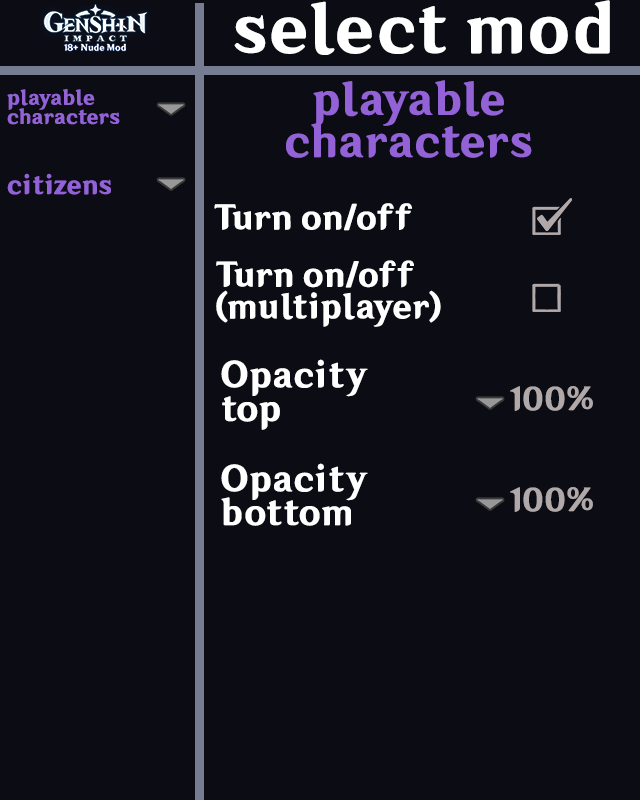 GENSHIN
IMPACT
18+ Nude Mod
select mod
playable
characters
citizens
playable
characters
Turn on/off
Turn on/off
(multiplayer)
Opacity
top
100%
Opacity
bottom
100%